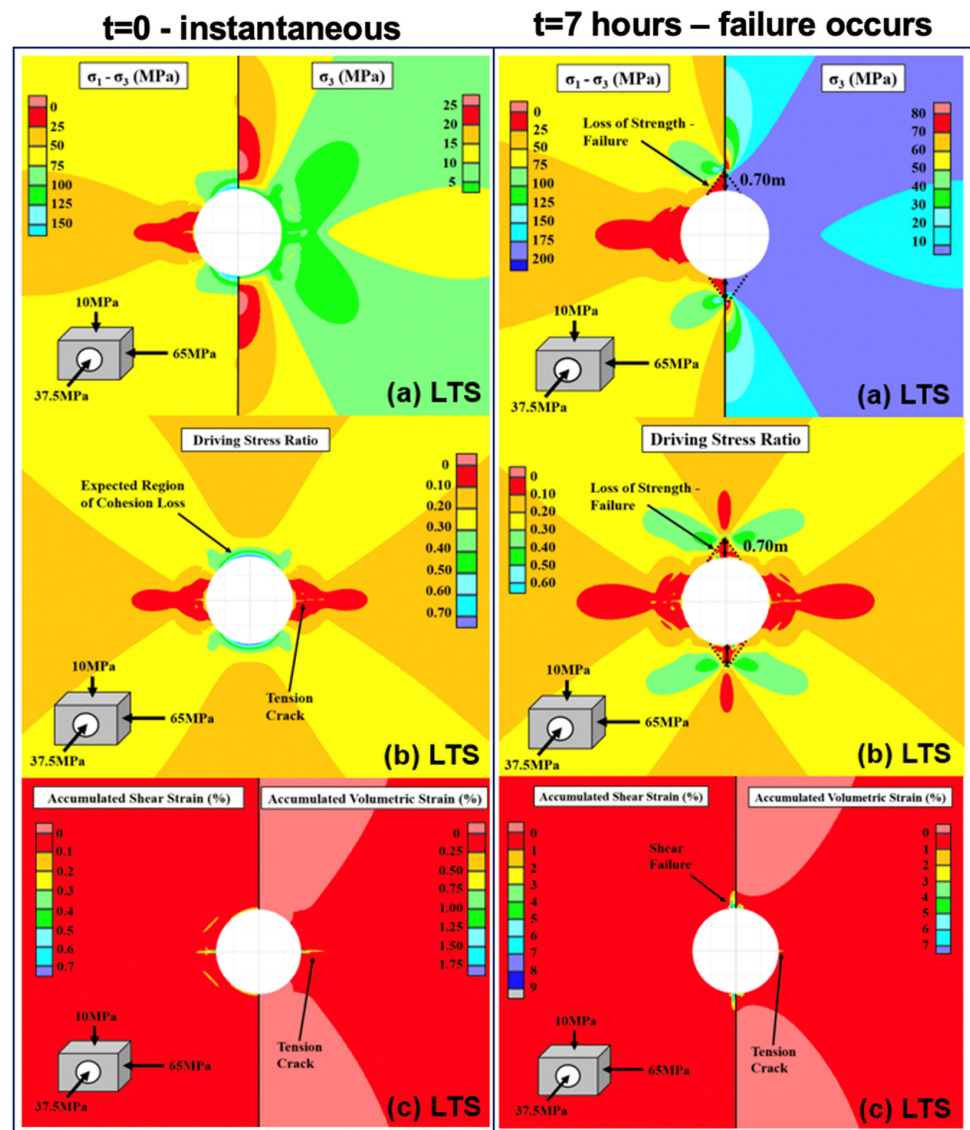 t=0 - instantaneous
t=7 hours – failure occurs
σ1 - σ3 (MPa)
σ3 (MPa)
0
25
50
75
100
125
150
25
20
15
10
5
10MPa
65MPa
37.5MPa
(a) LTS
σ1 - σ3 (MPa)
σ3 (MPa)
Loss of Strength -
Failure
0.70m
0
25
50
75
100
125
150
175
200
80
70
60
50
40
30
20
10
10MPa
65MPa
37.5MPa
(a) LTS
Driving Stress Ratio
Expected Region
of Cohesion Loss
0
0.10
0.20
0.30
0.40
0.50
0.60
0.70
Tension
Crack
10MPa
65MPa
37.5MPa
(b) LTS
Driving Stress Ratio
Loss of Strength -
Failure
0.70m
0
0.10
0.20
0.30
0.40
0.50
0.60
10MPa
65MPa
37.5MPa
(b) LTS
Accumulated Shear Strain (%)
Accumulated Volumetric Strain (%)
0
0.1
0.2
0.3
0.4
0.5
0.6
0.7
0
0.25
0.50
0.75
1.00
1.25
1.50
1.75
Tension
Crack
10MPa
65MPa
37.5MPa
(c) LTS
Accumulated Shear Strain (%)
Accumulated Volumetric Strain (%)
0
1
2
3
4
5
6
7
8
9
Shear
Failure
0
1
2
3
4
5
6
7
Tension
Crack
10MPa
65MPa
37.5MPa
(c) LTS